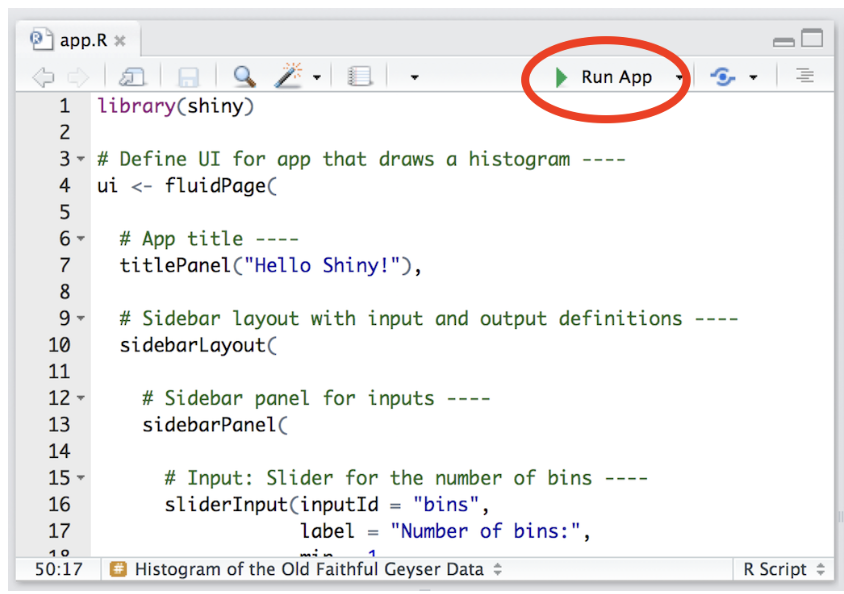 app.R
Run App
1 library(shiny)
2
3 # Define UI for app that draws a histogram ----
4 ui <- fluidPage(
5
6 # App title ----
7 titlePanel("Hello Shiny!"),
8
9 # Sidebar layout with input and output definitions ----
10 sidebarLayout(
11
12 # Sidebar panel for inputs ----
13 sidebarPanel(
14
15 # Input: Slider for the number of bins ----
16 sliderInput(inputId = "bins",
17 label = "Number of bins:",
50:17 # Histogram of the Old Faithful Geyser Data R Script